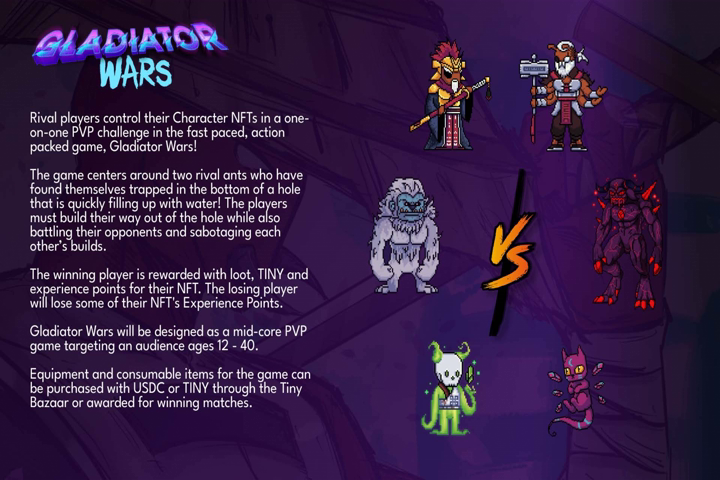 GLADIATOR
WARS
Rival players control their Character NFTs in a one-
on-one PVP challenge in the fast paced, action
packed game, Gladiator Wars!
The game centers around two rival ants who have
found themselves trapped in the bottom of a hole
that is quickly filling up with water! The players
must build their way out of the hole while also
battling their opponents and sabotaging each
other's builds.
The winning player is rewarded with loot, TINY and
experience points for their NFT. The losing player
will lose some of their NFT's Experience Points.
Gladiator Wars will be designed as a mid-core PVP
game targeting an audience ages 12 - 40.
Equipment and consumable items for the game can
be purchased with USDC or TINY through the Tiny
Bazaar or awarded for winning matches.
VS